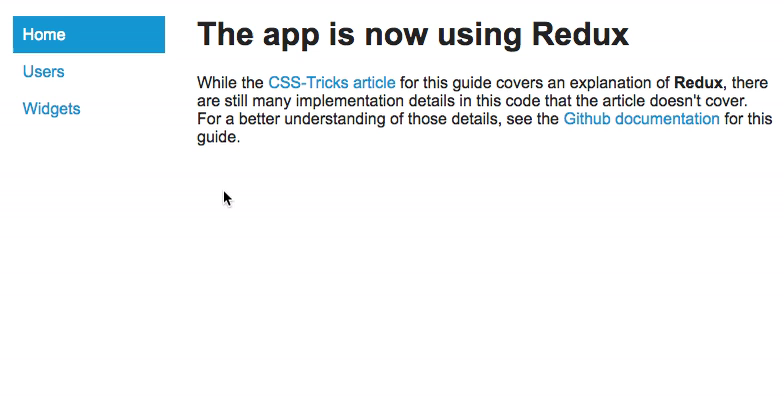 Home
Users
Widgets
The app is now using Redux
While the CSS-Tricks article for this guide covers an explanation of Redux, there
are still many implementation details in this code that the article doesn't cover.
For a better understanding of those details, see the Github documentation for this
guide.